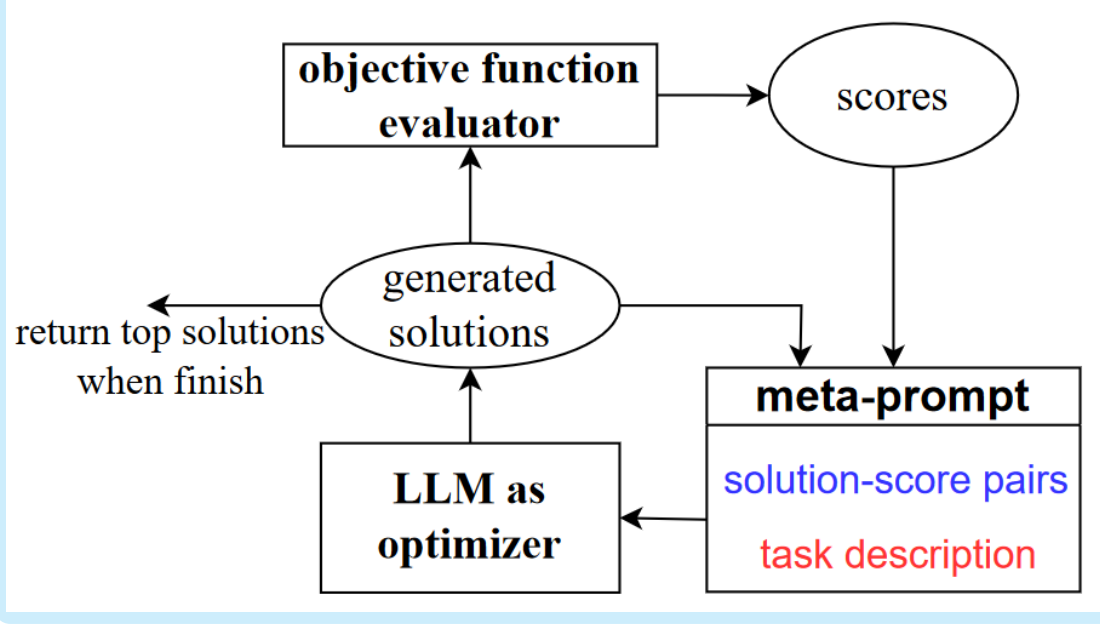 objective function
evaluator
scores
generated
solutions
return top solutions
when finish
meta-prompt
LLM as
optimizer
solution-score pairs
task description